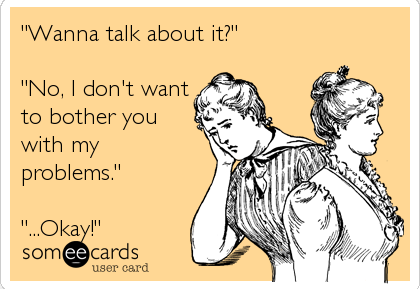 "Wanna talk about it?"
"No, I don't want
to bother you
with my
problems."
"...Okay!"
someecards
user card